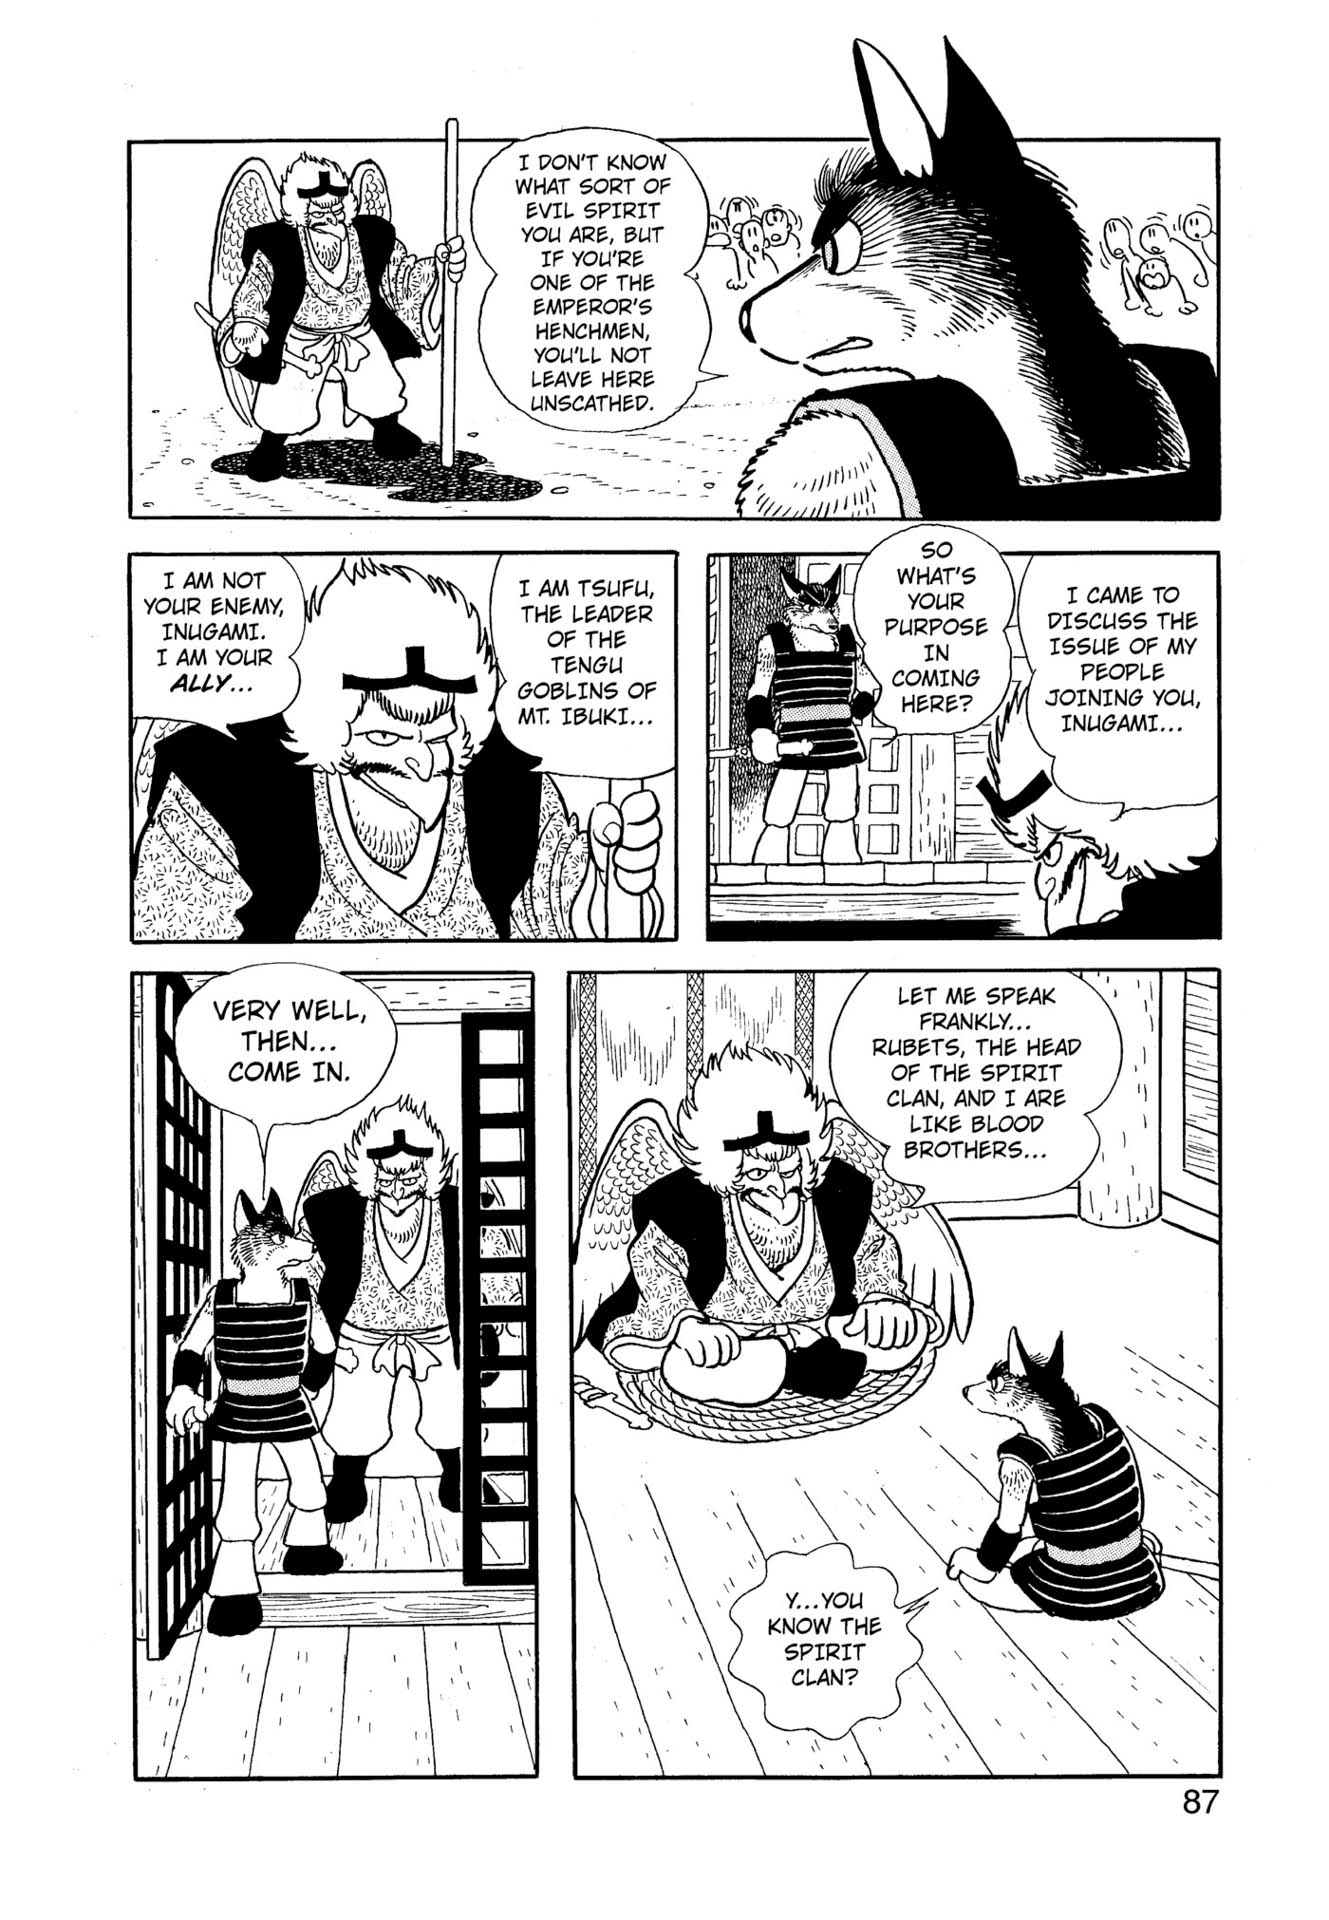 I DON'T KNOW
WHAT SORT OF
EVIL SPIRIT
YOU ARE, BUT
IF YOU'RE
ONE OF THE
EMPEROR'S
HENCHMEN,
YOU'LL NOT
LEAVE HERE
UNSCATHED.
I AM NOT
YOUR ENEMY,
INUGAMI.
I AM YOUR
ALLY...
I AM TSUFU,
THE LEADER
OF THE
TENGU
GOBLINS OF
MT. IBUKI...
SO
WHAT'S
YOUR
PURPOSE
IN
COMING
HERE?
I CAME TO
DISCUSS THE
ISSUE OF MY
PEOPLE
JOINING YOU,
INUGAMI...
VERY WELL,
THEN...
COME IN.
LET ME SPEAK
FRANKLY...
RUBETS, THE HEAD
OF THE SPIRIT
CLAN, AND I ARE
LIKE BLOOD
BROTHERS...
Y...YOU
KNOW THE
SPIRIT
CLAN?
87